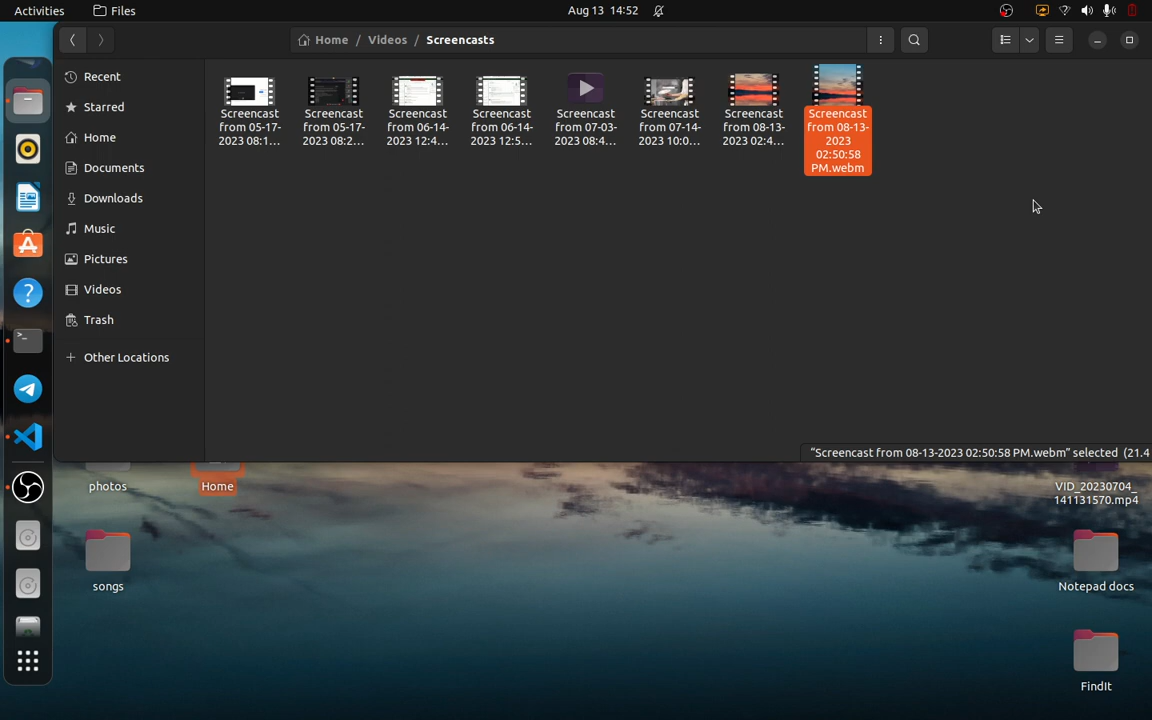 Activities Files Aug 13 14:52
Home / Videos / Screencasts
Recent
Starred
Home
Documents
Downloads
Music
Pictures
Videos
Trash
+ Other Locations
Screencast
from 05-17-
2023 08:1...
Screencast
from 05-17-
2023 08:2...
Screencast
from 06-14-
2023 12:4...
Screencast
from 06-14-
2023 12:5...
Screencast
from 07-03-
2023 08:4...
Screencast
from 07-14-
2023 10:0...
Screencast
from 08-13-
2023 02:4...
Screencast
from 08-13-
2023
02:50:58
PM.webm
"Screencast from 08-13-2023 02:50:58 PM.webm" selected (21.4
photos
Home
songs
VID_20230704_
141131570.mp4
Notepad docs
FindIt